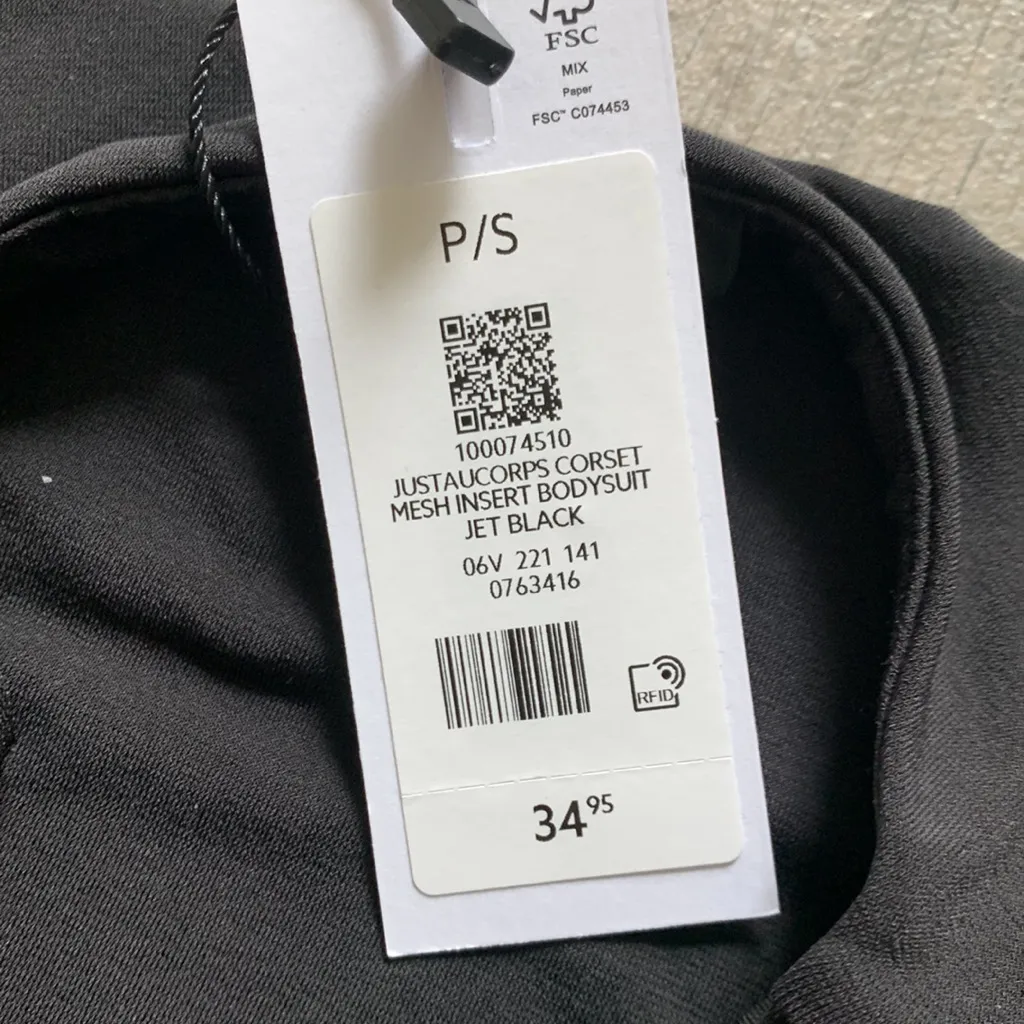 FSC
MIX
Paper
FSC™ C074453
P/S
100074510
JUSTAUCORPS CORSET
MESH INSERT BODYSUIT
JET BLACK
06V 221 141
0763416
RFID
34⁹⁵